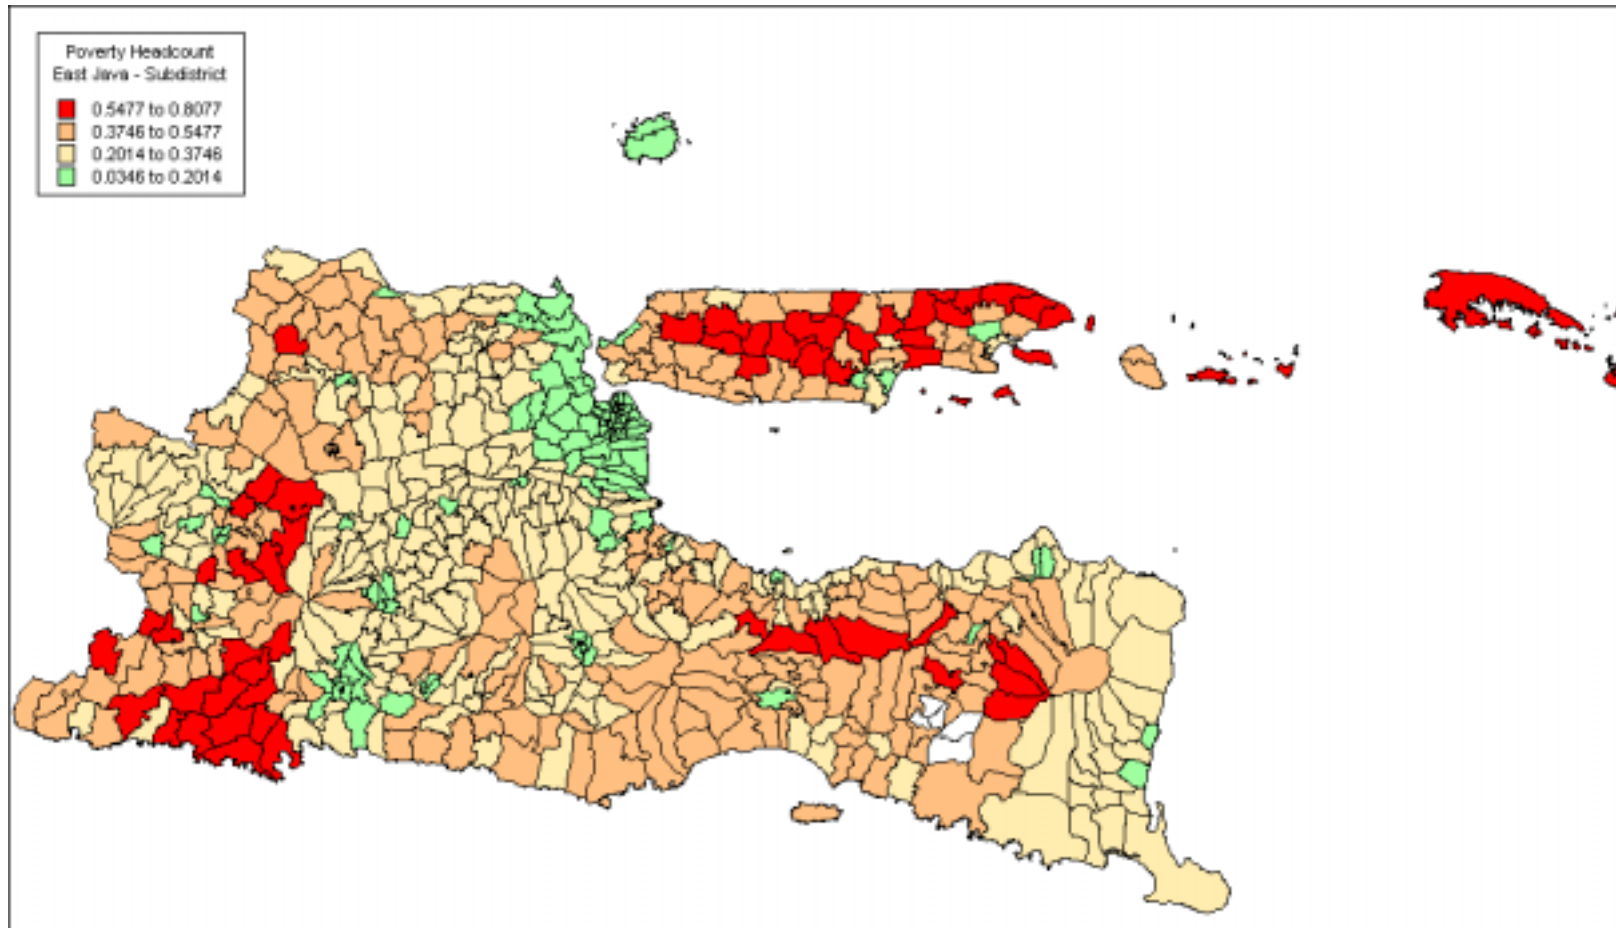 Poverty Headcount
East Java - Subdistrict
0.5477 to 0.8077
0.3746 to 0.5477
0.2014 to 0.3746
0.0346 to 0.2014